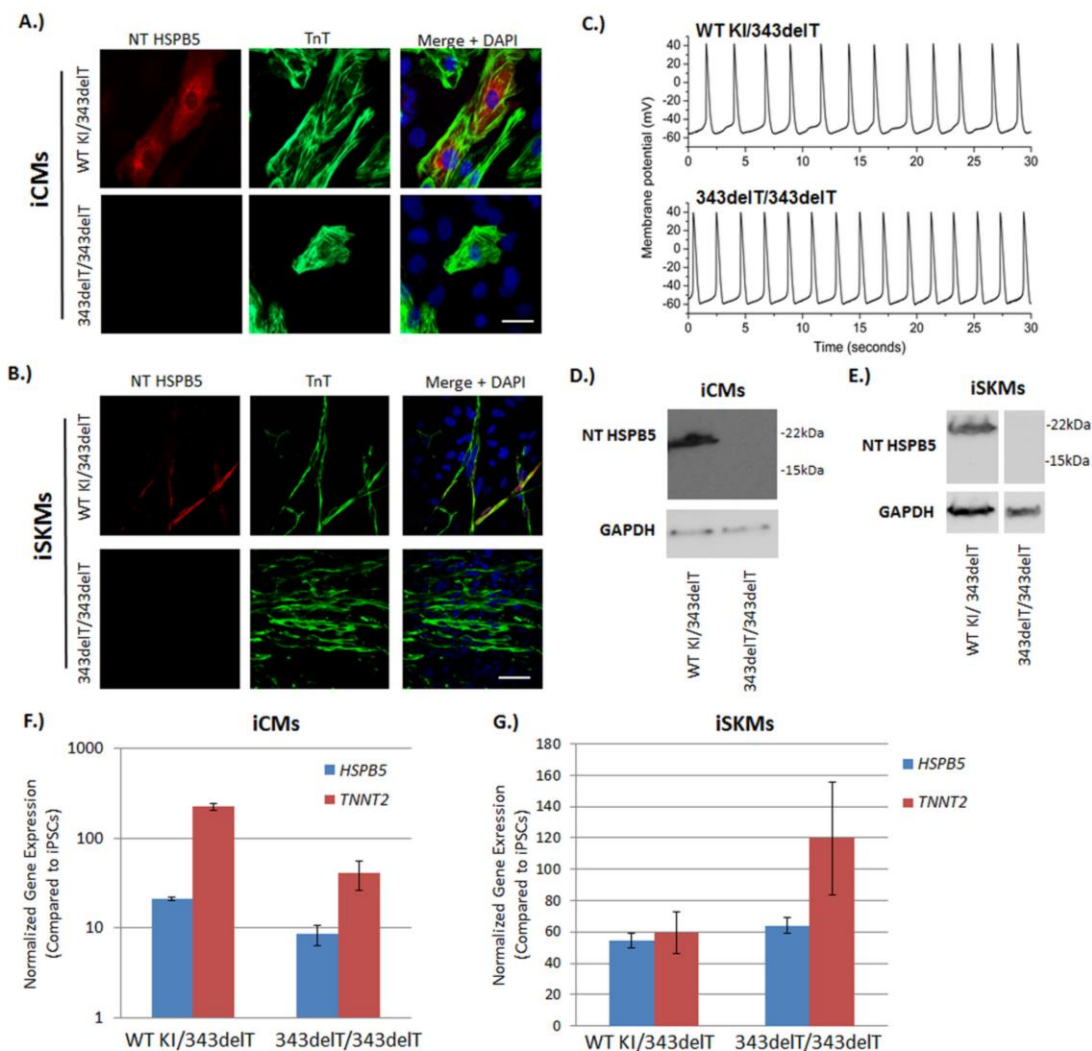 A.)
NT HSPB5 TnT Merge + DAPI
iCMs
WT KI/343delT
343delT/343delT
B.)
NT HSPB5 TnT Merge + DAPI
iSKMs
WT KI/343delT
343delT/343delT
C.)
WT KI/343delT
40
20
0
-20
-40
-60
0 5 10 15 20 25 30
343delT/343delT
40
20
0
-20
-40
-60
0 5 10 15 20 25 30
Membrane potential (mV)
Time (seconds)
D.)
iCMs
NT HSPB5
-22kDa
-15kDa
GAPDH
WT KI/343delT
343delT/343delT
E.)
iSKMs
NT HSPB5
-22kDa
-15kDa
GAPDH
WT KI/ 343delT
343delT/343delT
F.)
iCMs
Normalized Gene Expression
(Compared to iPSCs)
1000
100
10
1
HSPB5
TNNT2
WT KI/343delT 343delT/343delT
G.)
iSKMs
Normalized Gene Expression
(Compared to iPSCs)
180
160
140
120
100
80
60
40
20
0
HSPB5
TNNT2
WT KI/343delT 343delT/343delT